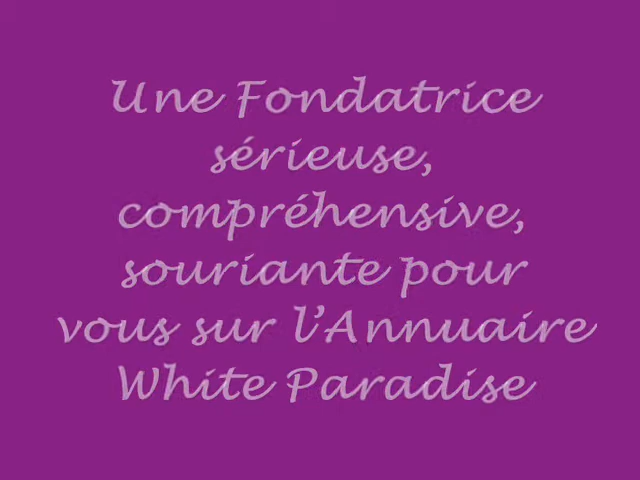 Une Fondatrice
sérieuse,
compréhensive,
souriante pour
vous sur l’Annuaire
White Paradise